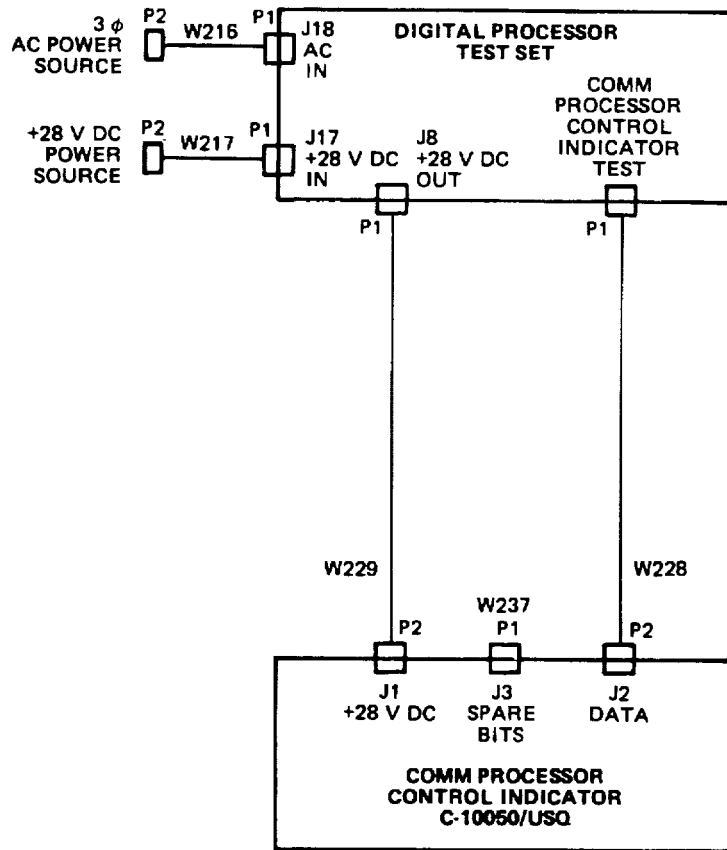 3 ϕ
AC POWER
SOURCE
P2
W216
P1
J18
AC
IN
DIGITAL PROCESSOR
TEST SET
+28 V DC
POWER
SOURCE
P2
W217
P1
J17
+28 V DC
IN
J8
+28 V DC
OUT
COMM
PROCESSOR
CONTROL
INDICATOR
TEST
P1
P1
W229
W237
W228
P2
P1
P2
J1
+28 V DC
J3
SPARE
BITS
J2
DATA
COMM PROCESSOR
CONTROL INDICATOR
C-10050/USQ